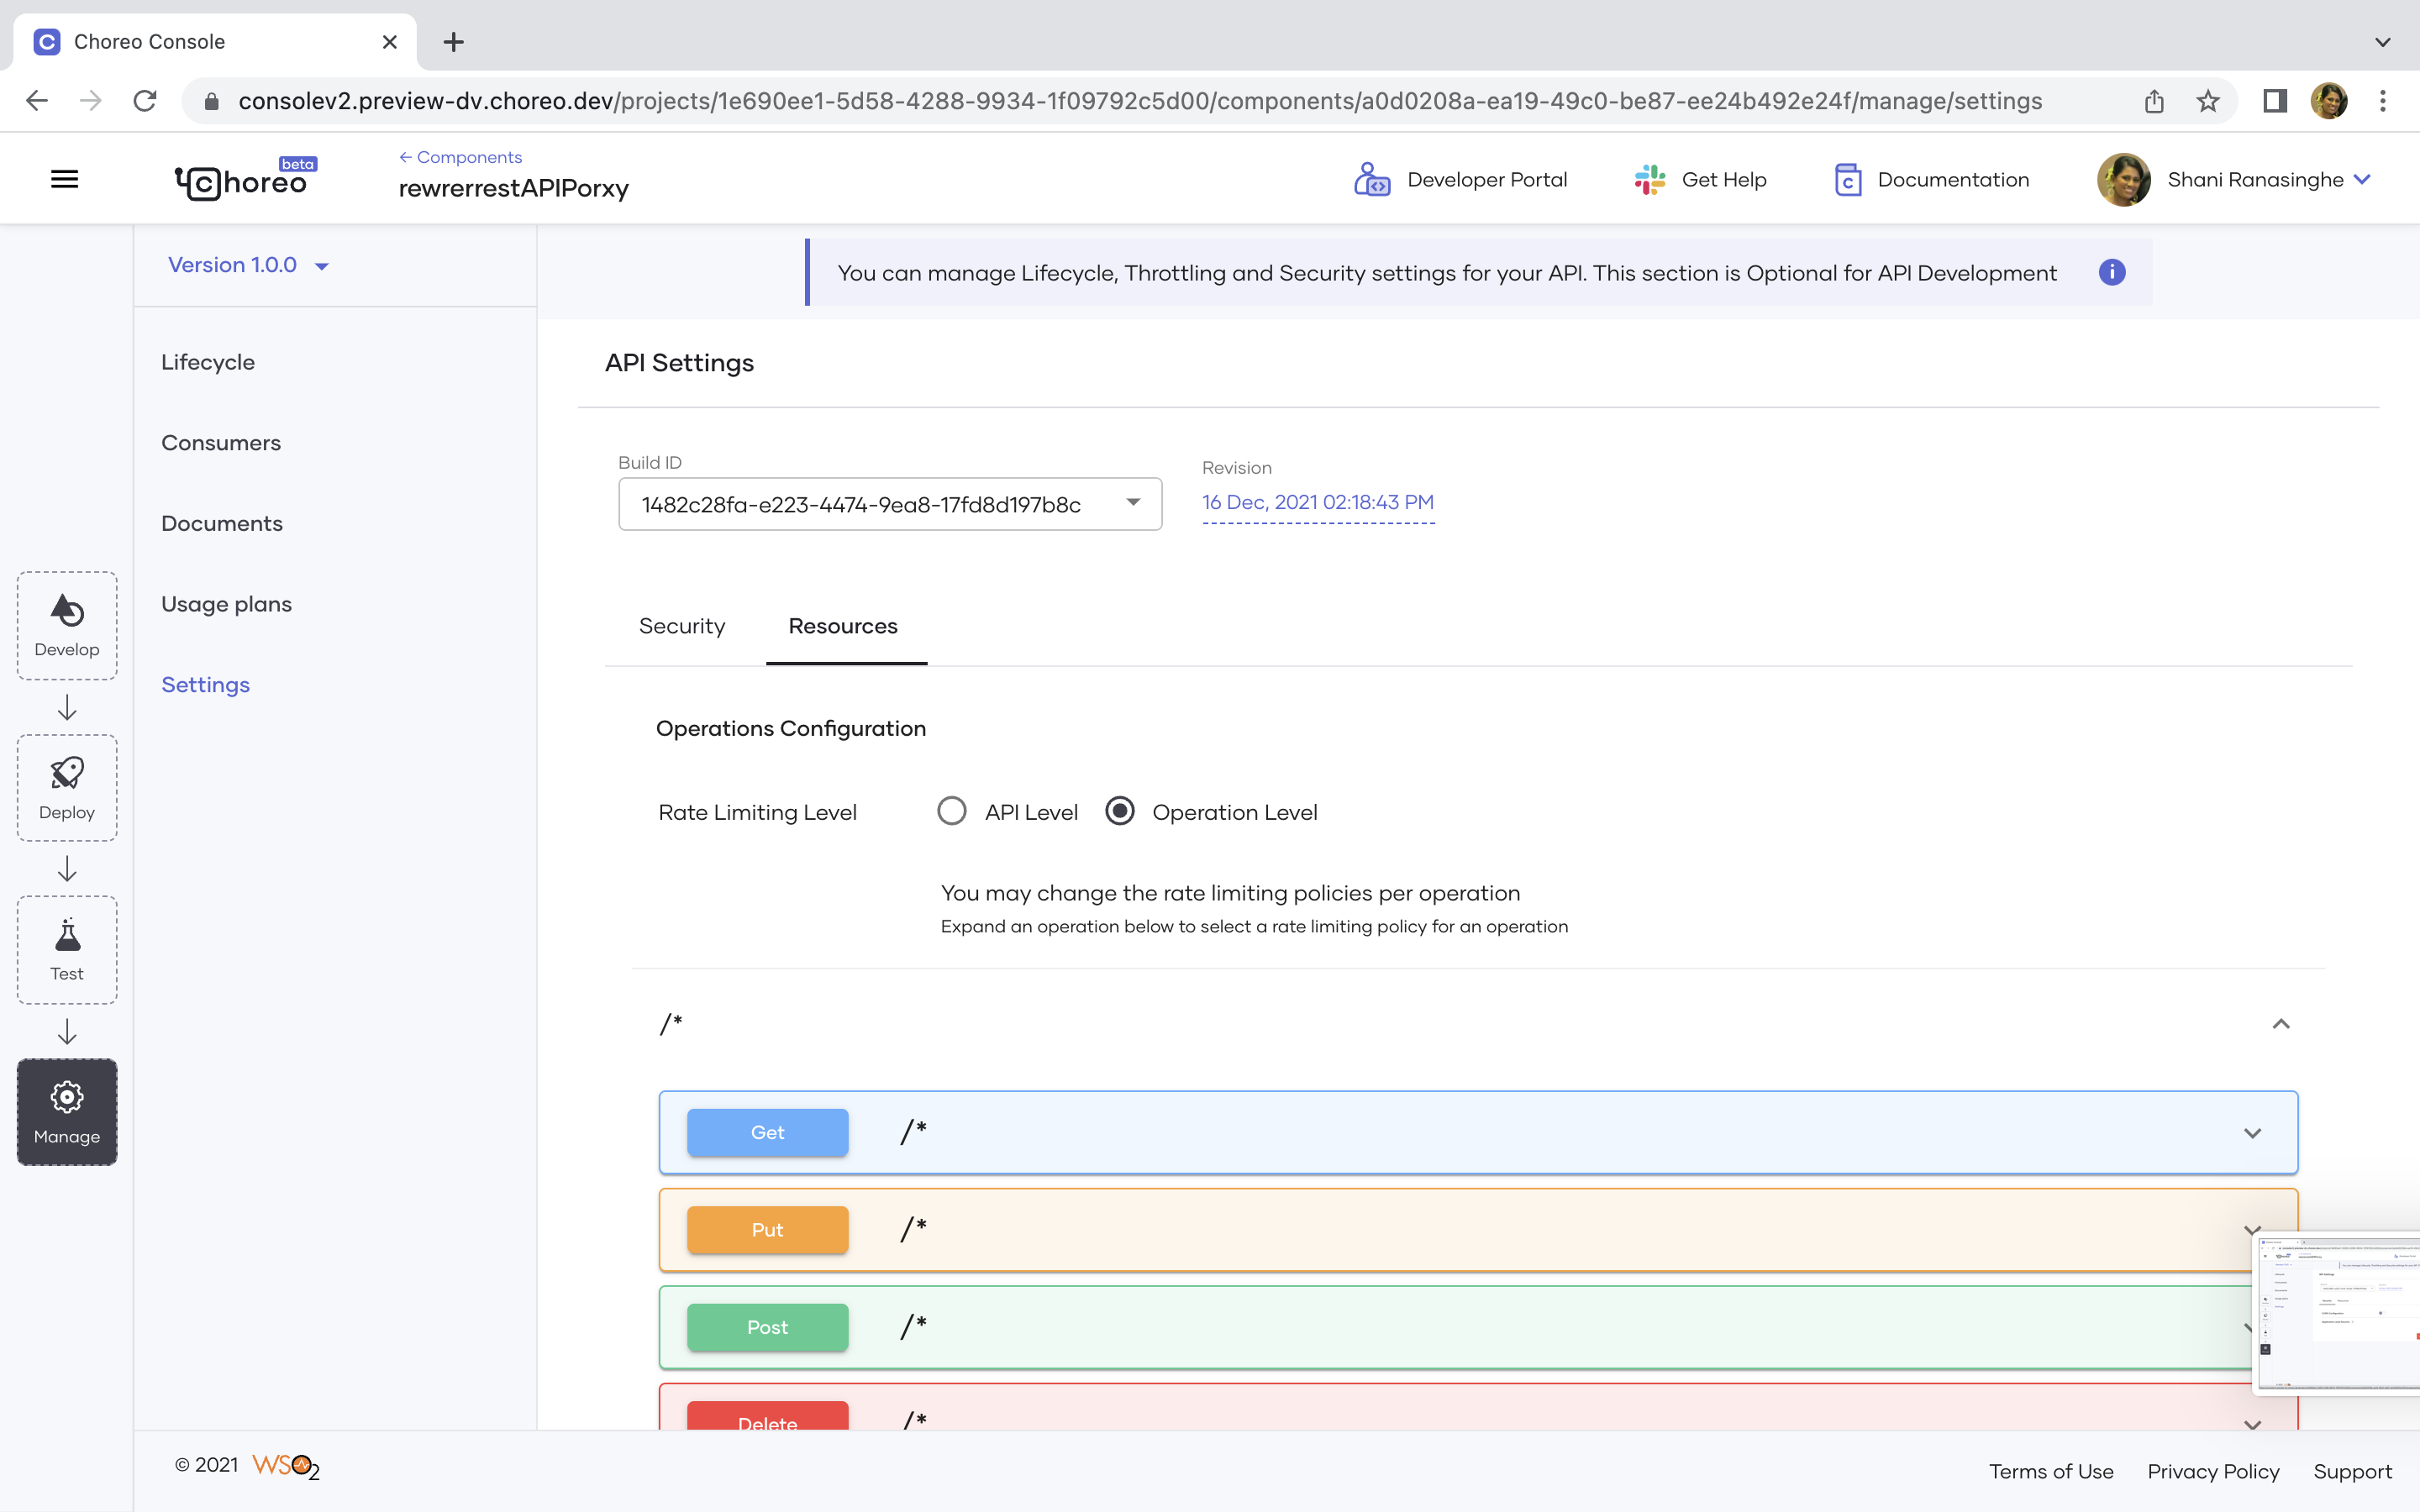 Choreo Console
consolev2.preview-dv.choreo.dev/projects/1e690ee1-5d58-4288-9934-1f09792c5d00/components/a0d0208a-ea19-49c0-be87-ee24b492e24f/manage/settings
Choreo beta
← Components
rewrerrestAPIPorxy
Developer Portal
Get Help
Documentation
Shani Ranasinghe
Version 1.0.0
You can manage Lifecycle, Throttling and Security settings for your API. This section is Optional for API Development
Lifecycle
Consumers
Documents
Usage plans
Settings
Develop
Deploy
Test
Manage
API Settings
Build ID
1482c28fa-e223-4474-9ea8-17fd8d197b8c
Revision
16 Dec, 2021 02:18:43 PM
Security
Resources
Operations Configuration
Rate Limiting Level
API Level
Operation Level
You may change the rate limiting policies per operation
Expand an operation below to select a rate limiting policy for an operation
/*
Get /*
Put /*
Post /*
Delete /*
© 2021 WSO2
Terms of Use
Privacy Policy
Support